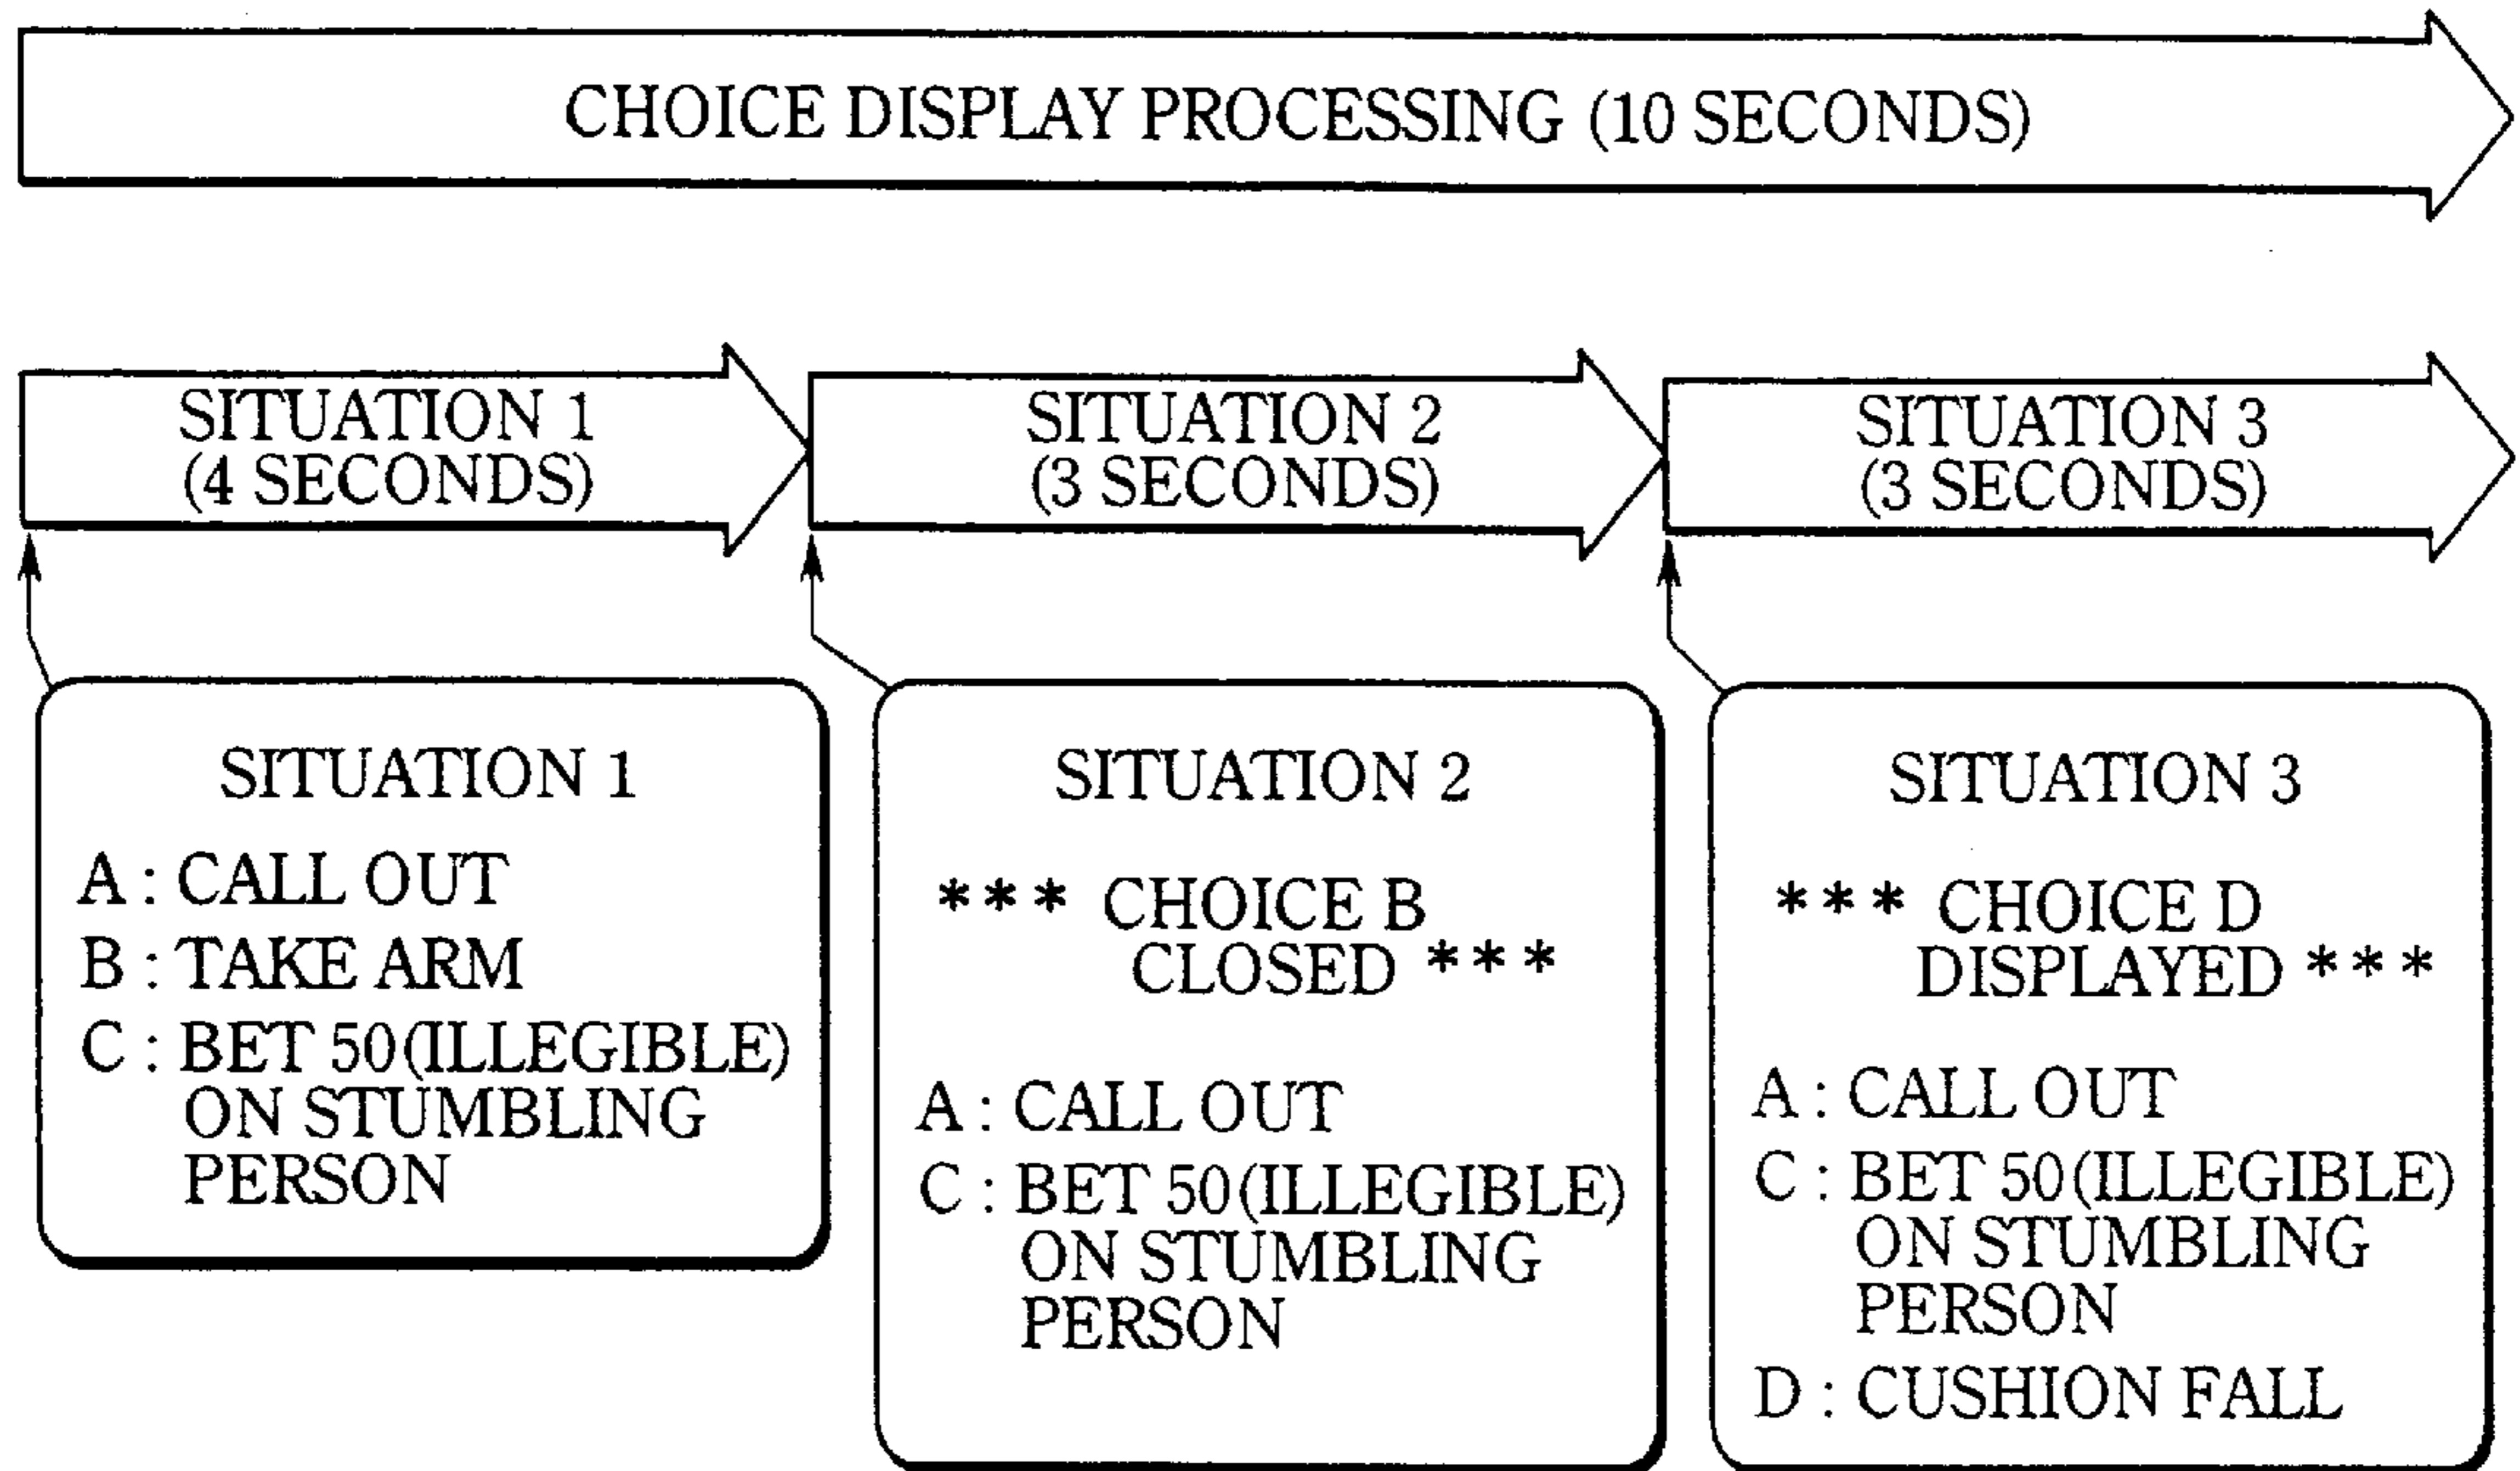 CHOICE DISPLAY PROCESSING (10 SECONDS)
SITUATION 1
(4 SECONDS)
SITUATION 2
(3 SECONDS)
SITUATION 3
(3 SECONDS)
SITUATION 1
A : CALL OUT
B : TAKE ARM
C : BET 50(ILLEGIBLE)
ON STUMBLING
PERSON
SITUATION 2
*** CHOICE B
CLOSED ***
A : CALL OUT
C : BET 50(ILLEGIBLE)
ON STUMBLING
PERSON
SITUATION 3
*** CHOICE D
DISPLAYED ***
A : CALL OUT
C : BET 50(ILLEGIBLE)
ON STUMBLING
PERSON
D : CUSHION FALL